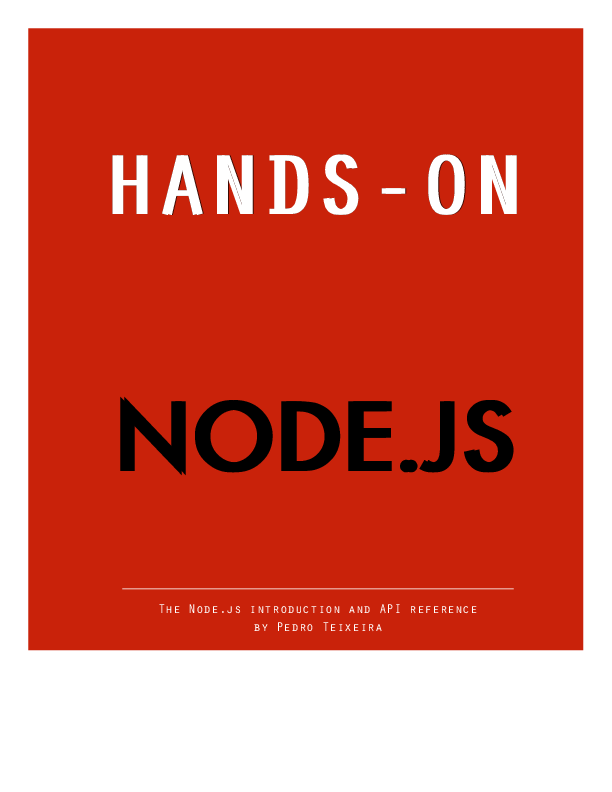 HANDS-ON
NODE.JS
The Node.js introduction and API reference
by Pedro Teixeira